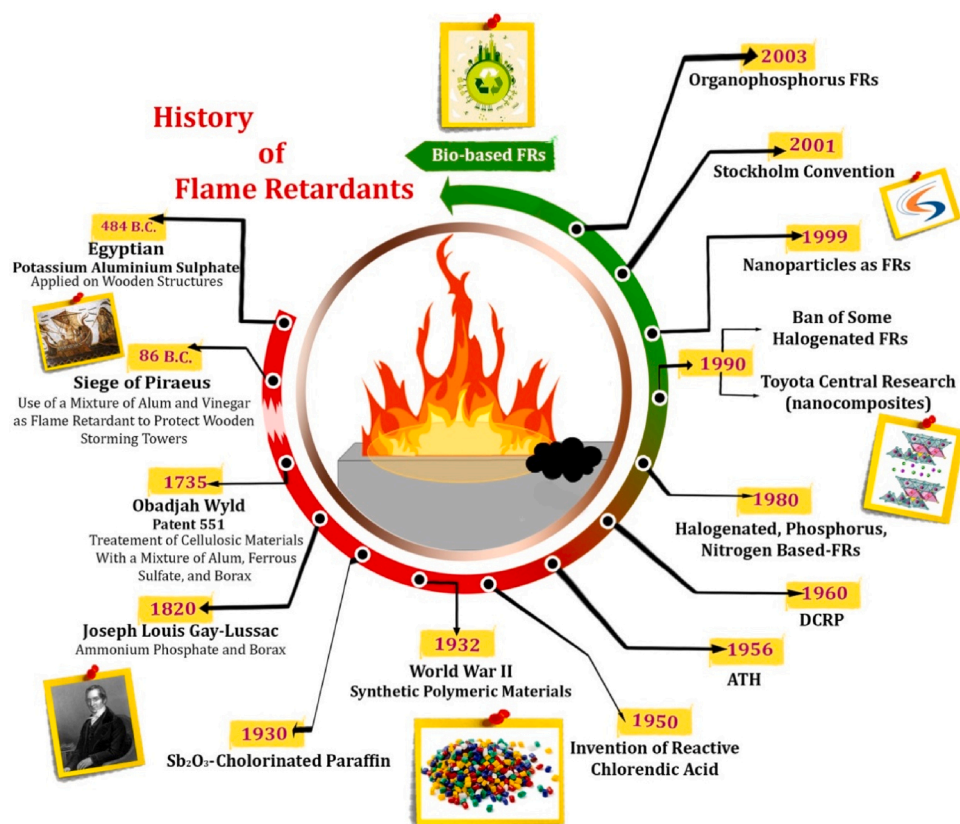 History
of
Flame Retardants
Bio-based FRs
484 B.C.
Egyptian
Potassium Aluminium Sulphate
Applied on Wooden Structures
86 B.C.
Siege of Piraeus
Use of a Mixture of Alum and Vinegar
as Flame Retardant to Protect Wooden
Storming Towers
1735
Obadjah Wyld
Patent 551
Treatement of Cellulosic Materials
With a Mixture of Alum, Ferrous
Sulfate, and Borax
1820
Joseph Louis Gay-Lussac
Ammonium Phosphate and Borax
1930
Sb₂O₃-Cholorinated Paraffin
1932
World War II
Synthetic Polymeric Materials
1950
Invention of Reactive
Chlorendic Acid
1956
ATH
1960
DCRP
1980
Halogenated, Phosphorus,
Nitrogen Based-FRs
1990
Ban of Some
Halogenated FRs
Toyota Central Research
(nanocomposites)
1999
Nanoparticles as FRs
2001
Stockholm Convention
2003
Organophosphorus FRs